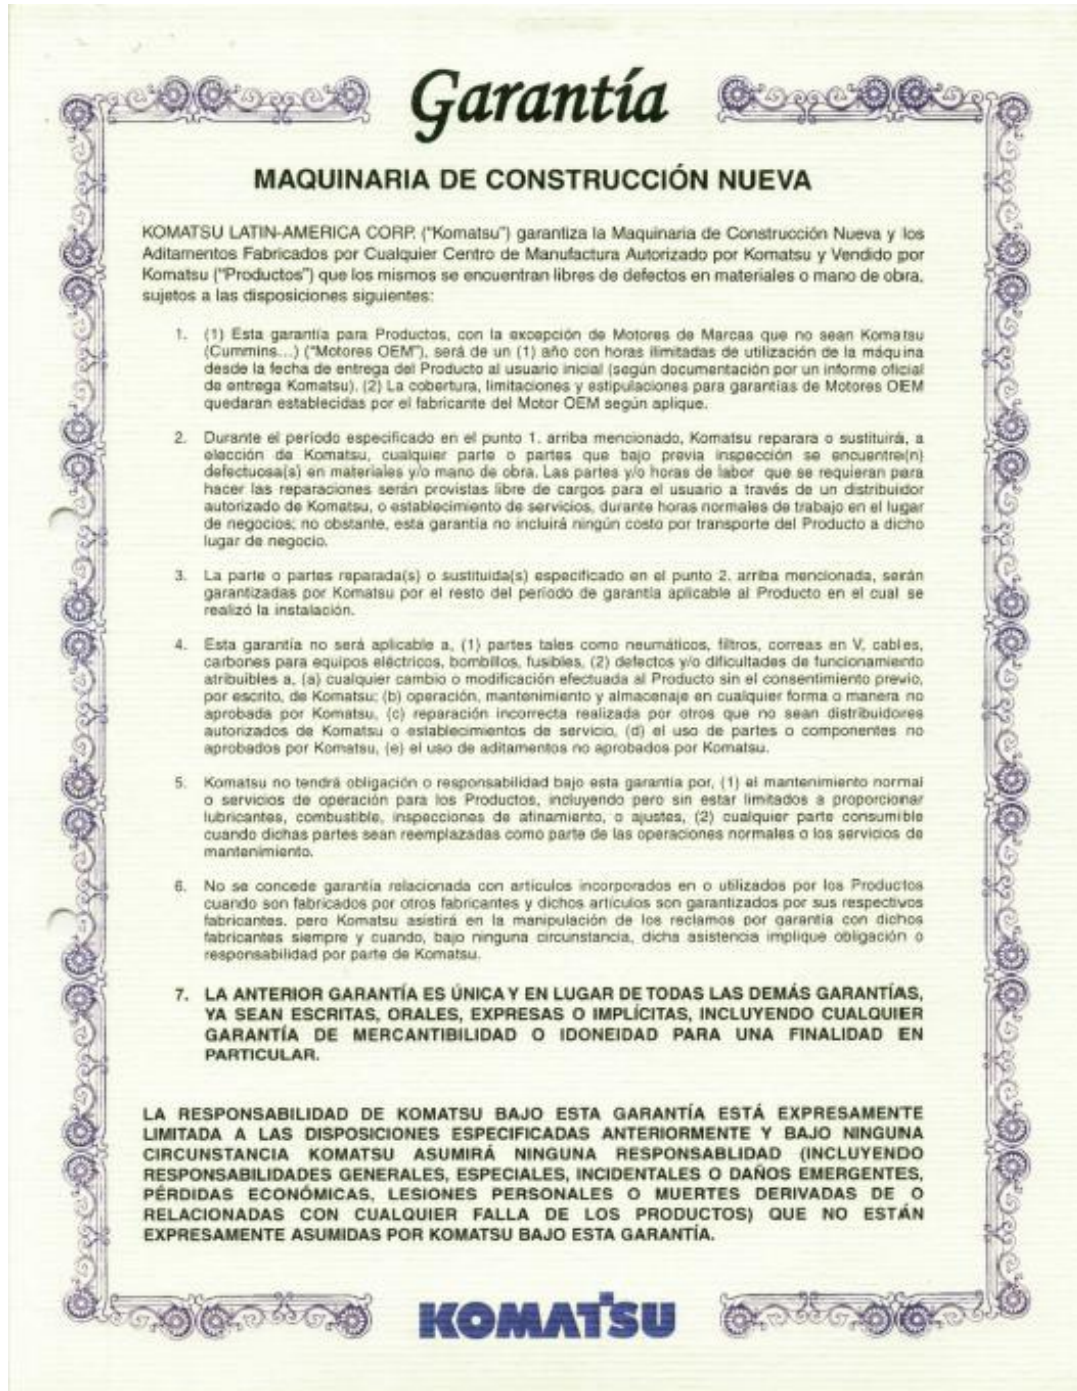 Garantía
MAQUINARIA DE CONSTRUCCIÓN NUEVA
KOMATSU LATIN-AMERICA CORP. ("Komatsu") garantiza la Maquinaria de Construcción Nueva y los
Aditamentos Fabricados por Cualquier Centro de Manufactura Autorizado por Komatsu y Vendido por
Komatsu ("Productos") que los mismos se encuentran libres de defectos en materiales o mano de obra,
sujetos a las disposiciones siguientes:
1. (1) Esta garantía para Productos, con la excepción de Motores de Marcas que no sean Komatsu
(Cummins...) ("Motores OEM"), será de un (1) año con horas ilimitadas de utilización de la máquina
desde la fecha de entrega del Producto al usuario inicial (según documentación por un informe oficial
de entrega Komatsu). (2) La cobertura, limitaciones y estipulaciones para garantías de Motores OEM
quedaran establecidas por el fabricante del Motor OEM según aplique.
2. Durante el período especificado en el punto 1. arriba mencionado, Komatsu reparara o sustituirá, a
elección de Komatsu, cualquier parte o partes que bajo previa inspección se encuentre(n)
defectuosa(s) en materiales y/o mano de obra. Las partes y/o horas de labor que se requieran para
hacer las reparaciones serán provistas libre de cargos para el usuario a través de un distribuidor
autorizado de Komatsu, o establecimiento de servicios, durante horas normales de trabajo en el lugar
de negocios; no obstante, esta garantía no incluirá ningún costo por transporte del Producto a dicho
lugar de negocio.
3. La parte o partes reparada(s) o sustituida(s) especificado en el punto 2. arriba mencionada, serán
garantizadas por Komatsu por el resto del período de garantía aplicable al Producto en el cual se
realizó la instalación.
4. Esta garantía no será aplicable a, (1) partes tales como neumáticos, filtros, correas en V, cables,
carbones para equipos eléctricos, bombillos, fusibles, (2) defectos y/o dificultades de funcionamiento
atribuibles a, (a) cualquier cambio o modificación efectuada al Producto sin el consentimiento previo,
por escrito, de Komatsu; (b) operación, mantenimiento y almacenaje en cualquier forma o manera no
aprobada por Komatsu, (c) reparación incorrecta realizada por otros que no sean distribuidores
autorizados de Komatsu o establecimientos de servicio, (d) el uso de partes o componentes no
aprobados por Komatsu, (e) el uso de aditamentos no aprobados por Komatsu.
5. Komatsu no tendrá obligación o responsabilidad bajo esta garantía por, (1) el mantenimiento normal
o servicios de operación para los Productos, incluyendo pero sin estar limitados a proporcionar
lubricantes, combustible, inspecciones de afinamiento, o ajustes, (2) cualquier parte consumible
cuando dichas partes sean reemplazadas como parte de las operaciones normales o los servicios de
mantenimiento.
6. No se concede garantía relacionada con artículos incorporados en o utilizados por los Productos
cuando son fabricados por otros fabricantes y dichos artículos son garantizados por sus respectivos
fabricantes. pero Komatsu asistirá en la manipulación de los reclamos por garantía con dichos
fabricantes siempre y cuando, bajo ninguna circunstancia, dicha asistencia implique obligación o
responsabilidad por parte de Komatsu.
7. LA ANTERIOR GARANTÍA ES ÚNICA Y EN LUGAR DE TODAS LAS DEMÁS GARANTÍAS,
YA SEAN ESCRITAS, ORALES, EXPRESAS O IMPLÍCITAS, INCLUYENDO CUALQUIER
GARANTÍA DE MERCANTIBILIDAD O IDONEIDAD PARA UNA FINALIDAD EN
PARTICULAR.
LA RESPONSABILIDAD DE KOMATSU BAJO ESTA GARANTÍA ESTÁ EXPRESAMENTE
LIMITADA A LAS DISPOSICIONES ESPECIFICADAS ANTERIORMENTE Y BAJO NINGUNA
CIRCUNSTANCIA KOMATSU ASUMIRÁ NINGUNA RESPONSABLIDAD (INCLUYENDO
RESPONSABILIDADES GENERALES, ESPECIALES, INCIDENTALES O DAÑOS EMERGENTES,
PÉRDIDAS ECONÓMICAS, LESIONES PERSONALES O MUERTES DERIVADAS DE O
RELACIONADAS CON CUALQUIER FALLA DE LOS PRODUCTOS) QUE NO ESTÁN
EXPRESAMENTE ASUMIDAS POR KOMATSU BAJO ESTA GARANTÍA.
KOMATSU